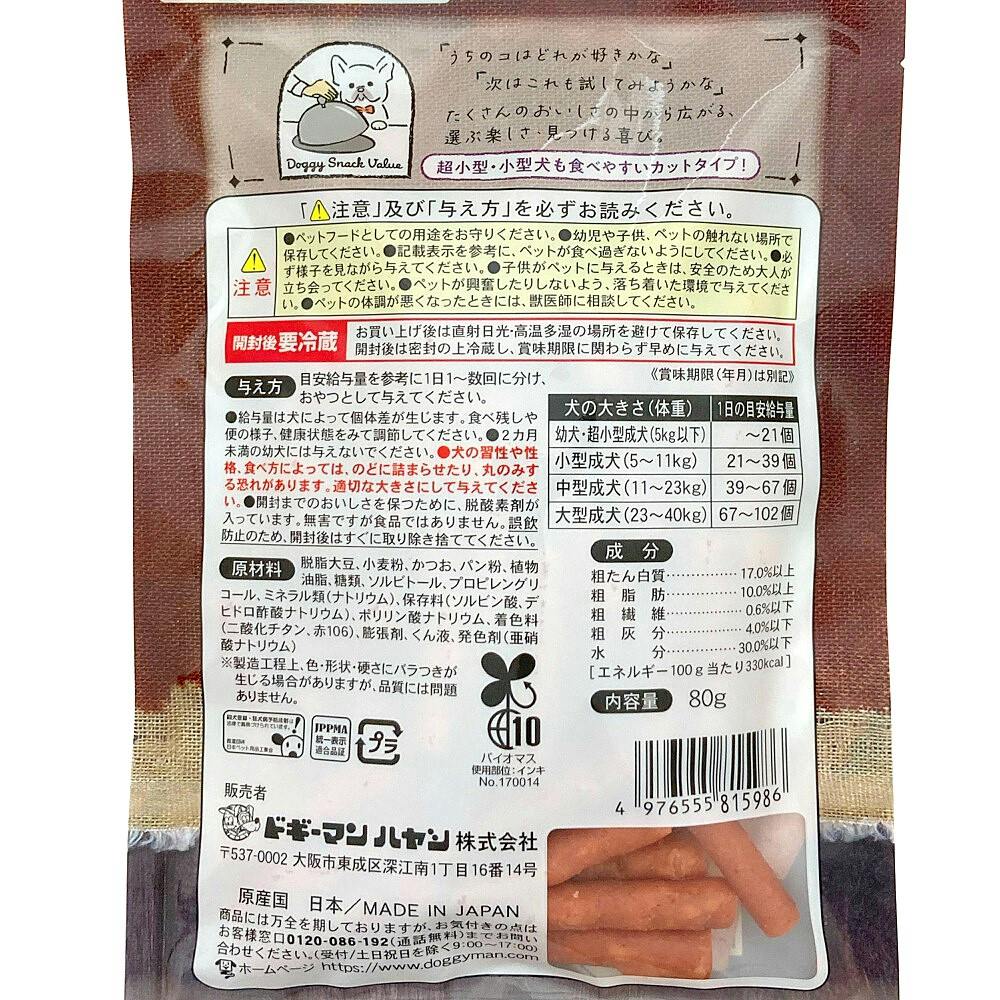 「うちのコはどれが好きかな」
「次はこれも試してみようかな」
たくさんのおいしさの中から広がる、
選ぶ楽しさ・見つける喜び。
Doggy Snack Value
超小型・小型犬も食べやすいカットタイプ！
「⚠注意」及び「与え方」を必ずお読みください。
注意
●ペットフードとしての用途をお守りください。●幼児や子供、ペットの触れない場所で
保存してください。●記載表示を参考に、ペットが食べ過ぎないようにしてください。●必
ず様子を見ながら与えてください。●子供がペットに与えるときは、安全のため大人が
立ち会ってください。●ペットが興奮したりしないよう、落ち着いた環境で与えてくださ
い。●ペットの体調が悪くなったときには、獣医師に相談してください。
開封後要冷蔵
お買い上げ後は直射日光・高温多湿の場所を避けて保存してください。
開封後は密封の上冷蔵し、賞味期限に関わらず早めに与えてください。
与え方
目安給与量を参考に1日1～数回に分け、
おやつとして与えてください。
●給与量は犬によって個体差が生じます。食べ残しや
便の様子、健康状態をみて調節してください。●2カ月
未満の幼犬には与えないでください。●犬の習性や性
格、食べ方によっては、のどに詰まらせたり、丸のみす
る恐れがあります。適切な大きさにして与えてくださ
い。●開封までのおいしさを保つために、脱酸素剤が
入っています。無害ですが食品ではありません。誤飲
防止のため、開封後はすぐに取り除き捨ててください。
《賞味期限(年月)は別記》
犬の大きさ(体重) 1日の目安給与量
幼犬・超小型成犬(5kg以下) ～21個
小型成犬(5～11kg) 21～39個
中型成犬(11～23kg) 39～67個
大型成犬(23～40kg) 67～102個
原材料
脱脂大豆、小麦粉、かつお、パン粉、植物
油脂、糖類、ソルビトール、プロピレングリ
コール、ミネラル類(ナトリウム)、保存料(ソルビン酸、デ
ヒドロ酢酸ナトリウム)、ポリリン酸ナトリウム、着色料
(二酸化チタン、赤106)、膨張剤、くん液、発色剤(亜硝
酸ナトリウム)
※製造工程上、色・形状・硬さにバラつきが
生じる場合がありますが、品質には問題
ありません。
成分
粗たん白質 17.0%以上
粗脂肪 10.0%以上
粗繊維 0.6%以下
粗灰分 4.0%以下
水分 30.0%以下
[エネルギー100g当たり330kcal]
内容量 80g
JPPMA
統一表示
適合品証
プラ
10
バイオマス
使用部位:インキ
No.170014
4 976555 815986
販売者
ドギーマンハヤシ株式会社
〒537-0002 大阪市東成区深江南1丁目16番14号
原産国 日本/MADE IN JAPAN
商品には万全を期しておりますが、お気付きの点は
お客様窓口0120-086-192(通話無料)までお問い
合わせください。(受付/土日祝日を除く9:00～17:00)
ホームページ https://www.doggyman.com